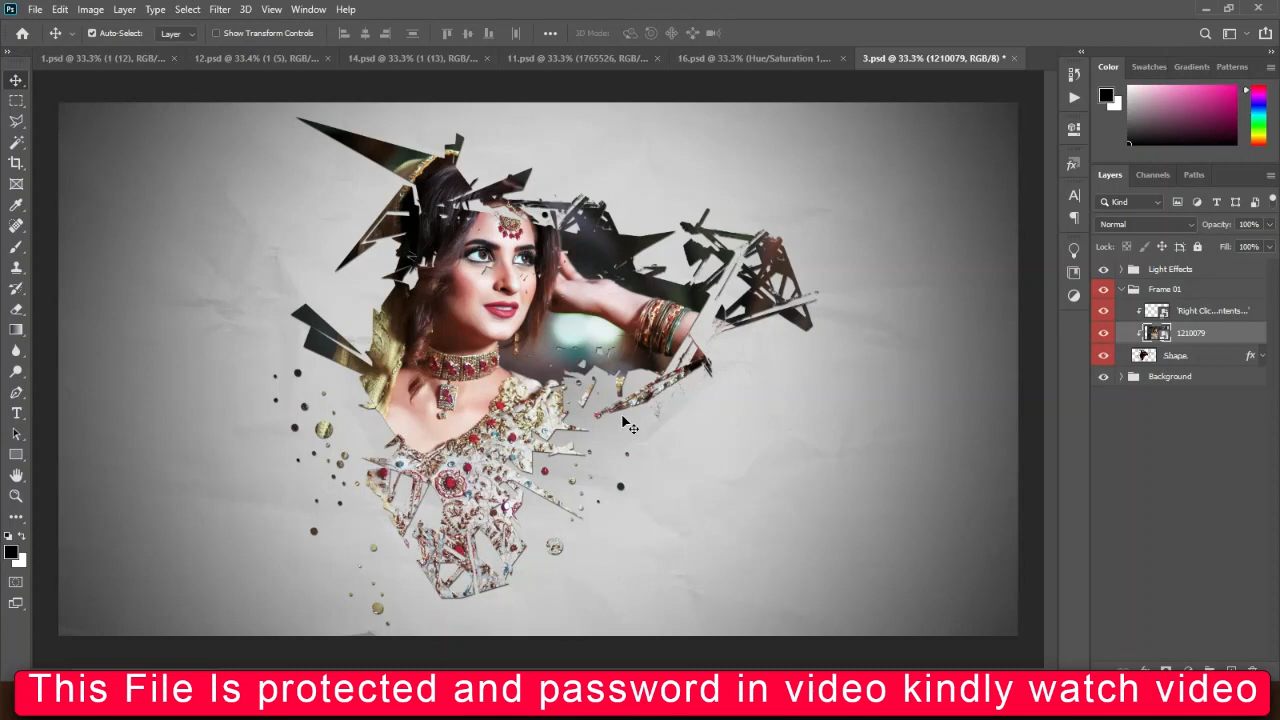 Ps File Edit Image Layer Type Select Filter 3D View Window Help
Auto-Select: Layer Show Transform Controls 3D Mode:
1.psd @ 33.3% (1 (12), RGB/... × 12.psd @ 33.4% (1 (5), RGB/... × 14.psd @ 33.3% (1 (13), RGB/... × 11.psd @ 33.3% (1765526, RGB/... × 16.psd @ 33.3% (Hue/Saturation 1,... × 3.psd @ 33.3% (1210079, RGB/8) * ×
Color Swatches Gradients Patterns
Layers Channels Paths
Kind
Normal Opacity: 100%
Lock: Fill: 100%
Light Effects
Frame 01
'Right Clic...ntents...'
1210079
Shape fx
Background
This File Is protected and password in video kindly watch video